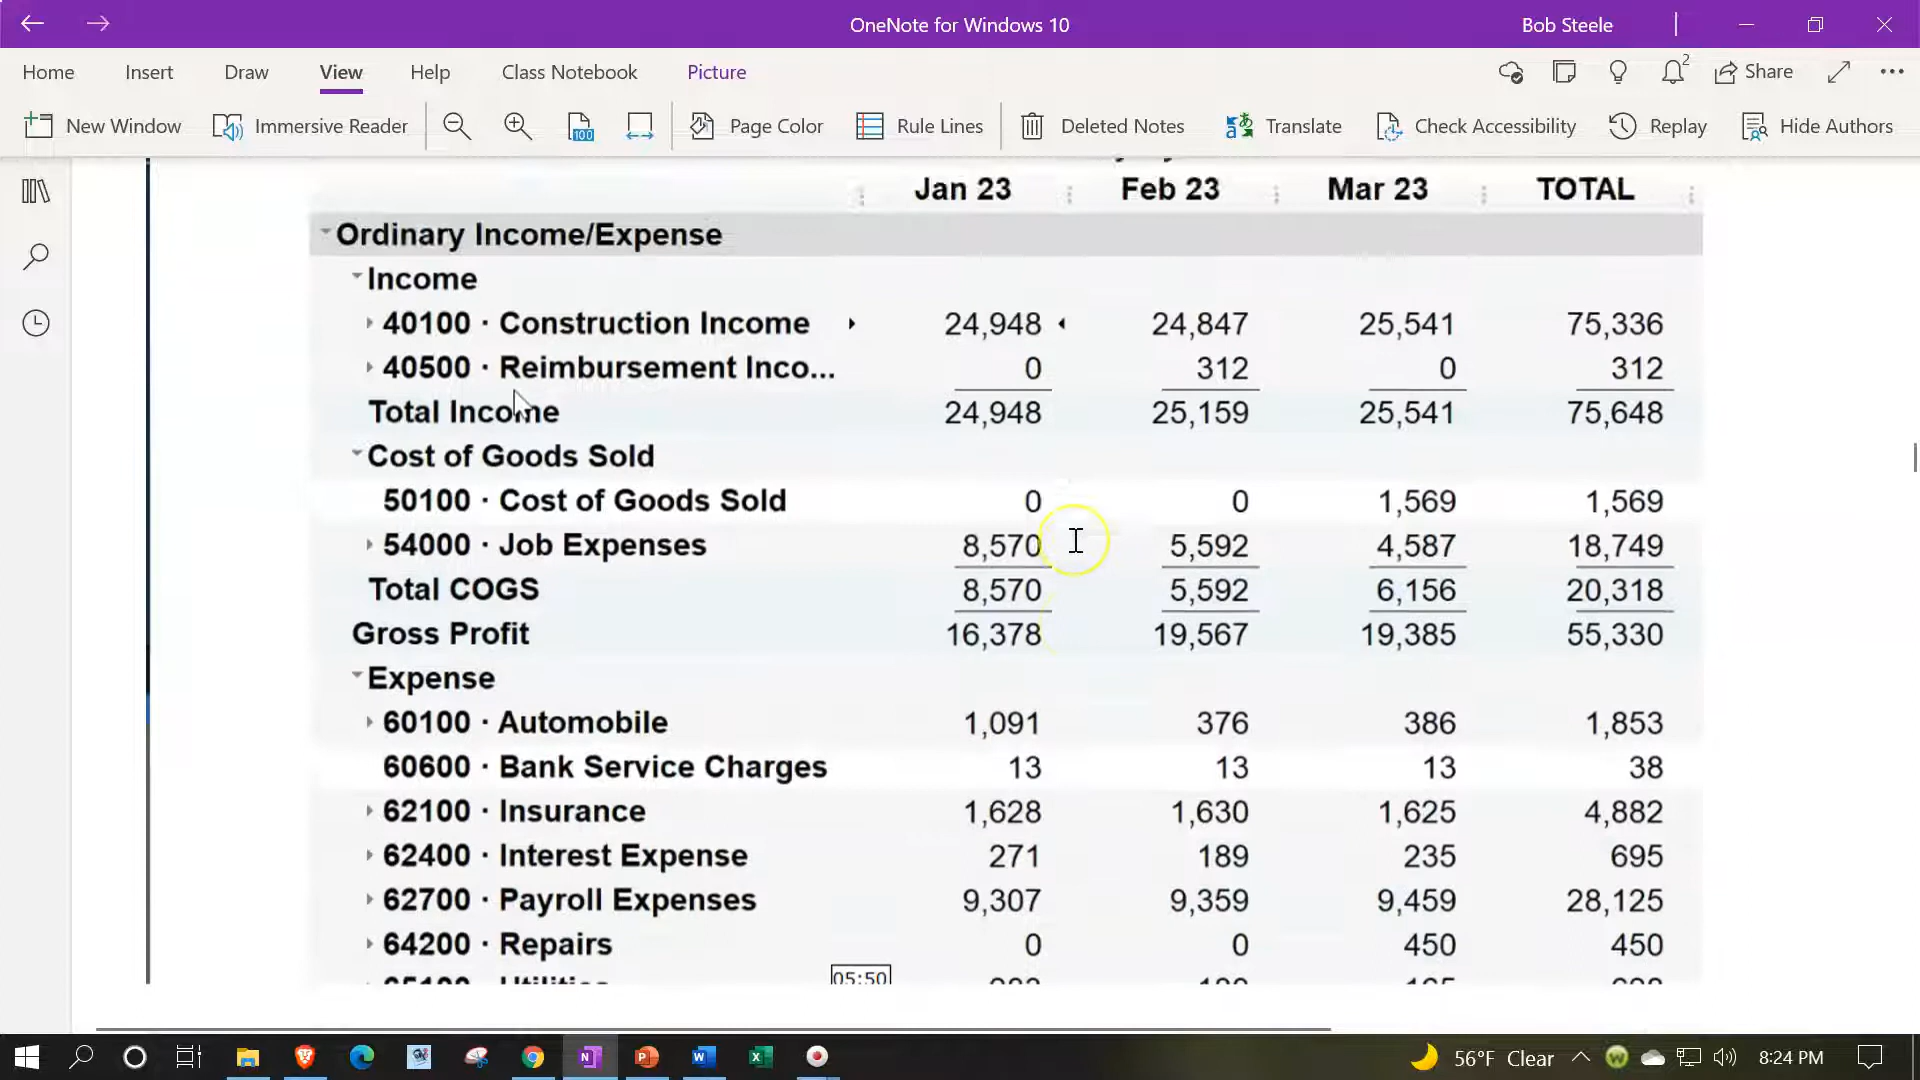 OneNote for Windows 10
Bob Steele
Home Insert Draw View Help Class Notebook Picture
2 Share
New Window Immersive Reader 100 Page Color Rule Lines Deleted Notes Translate Check Accessibility Replay Hide Authors
Jan 23 Feb 23 Mar 23 TOTAL
Ordinary Income/Expense
Income
40100 · Construction Income 24,948 24,847 25,541 75,336
40500 · Reimbursement Inco... 0 312 0 312
Total Income 24,948 25,159 25,541 75,648
Cost of Goods Sold
50100 · Cost of Goods Sold 0 0 1,569 1,569
54000 · Job Expenses 8,570 5,592 4,587 18,749
Total COGS 8,570 5,592 6,156 20,318
Gross Profit 16,378 19,567 19,385 55,330
Expense
60100 · Automobile 1,091 376 386 1,853
60600 · Bank Service Charges 13 13 13 38
62100 · Insurance 1,628 1,630 1,625 4,882
62400 · Interest Expense 271 189 235 695
62700 · Payroll Expenses 9,307 9,359 9,459 28,125
64200 · Repairs 0 0 450 450
05:50
56°F Clear 8:24 PM